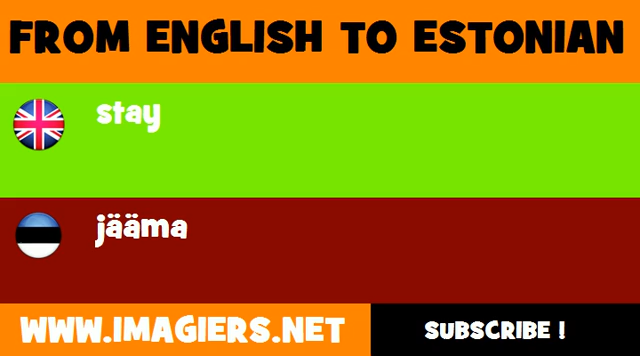 FROM ENGLISH TO ESTONIAN
stay
jääma
WWW.IMAGIERS.NET
SUBSCRIBE !